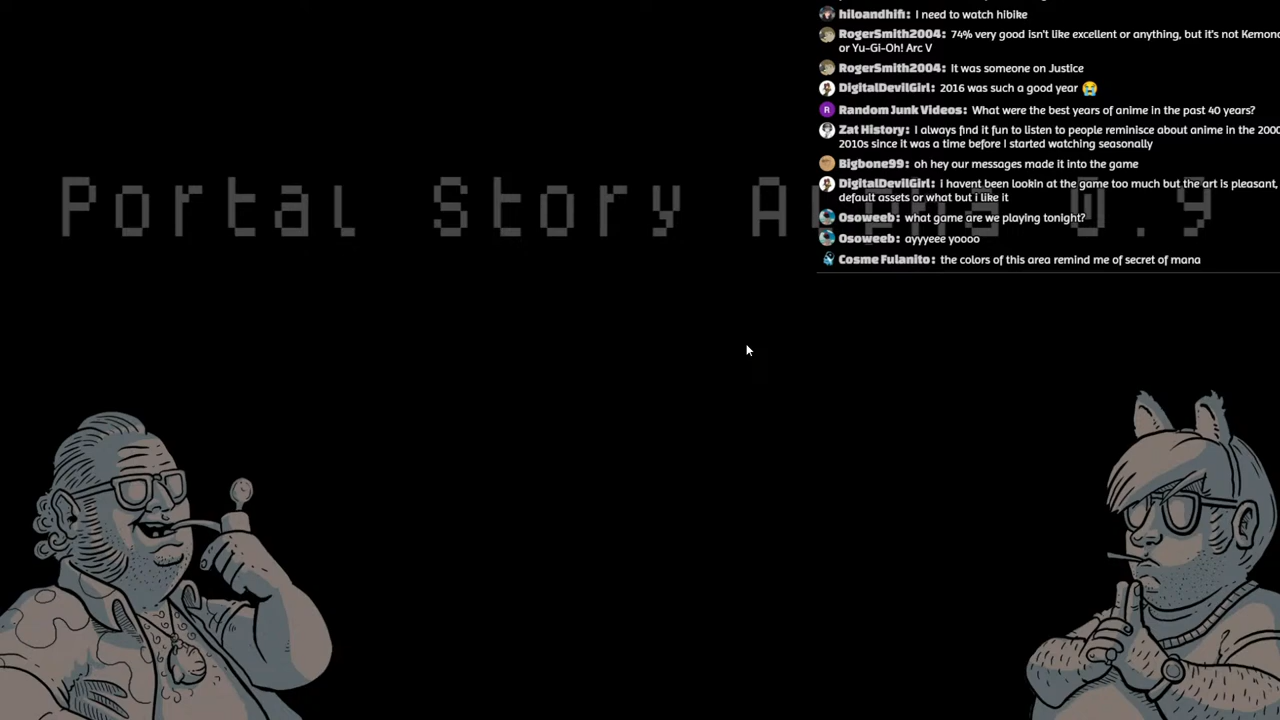 hiloandhifi: I need to watch hibike
RogerSmith2004: 74% very good isn't like excellent or anything, but it's not Kemono
or Yu-Gi-Oh! Arc V
RogerSmith2004: It was someone on Justice
DigitalDevilGirl: 2016 was such a good year 😭
Random Junk Videos: What were the best years of anime in the past 40 years?
Zat History: I always find it fun to listen to people reminisce about anime in the 2000
2010s since it was a time before I started watching seasonally
Bigbone99: oh hey our messages made it into the game
DigitalDevilGirl: I havent been lookin at the game too much but the art is pleasant,
default assets or what but i like it
Portal Story Alpha 0.9
Osoweeb: what game are we playing tonight?
Osoweeb: ayyyeee yoooo
Cosme Fulanito: the colors of this area remind me of secret of mana